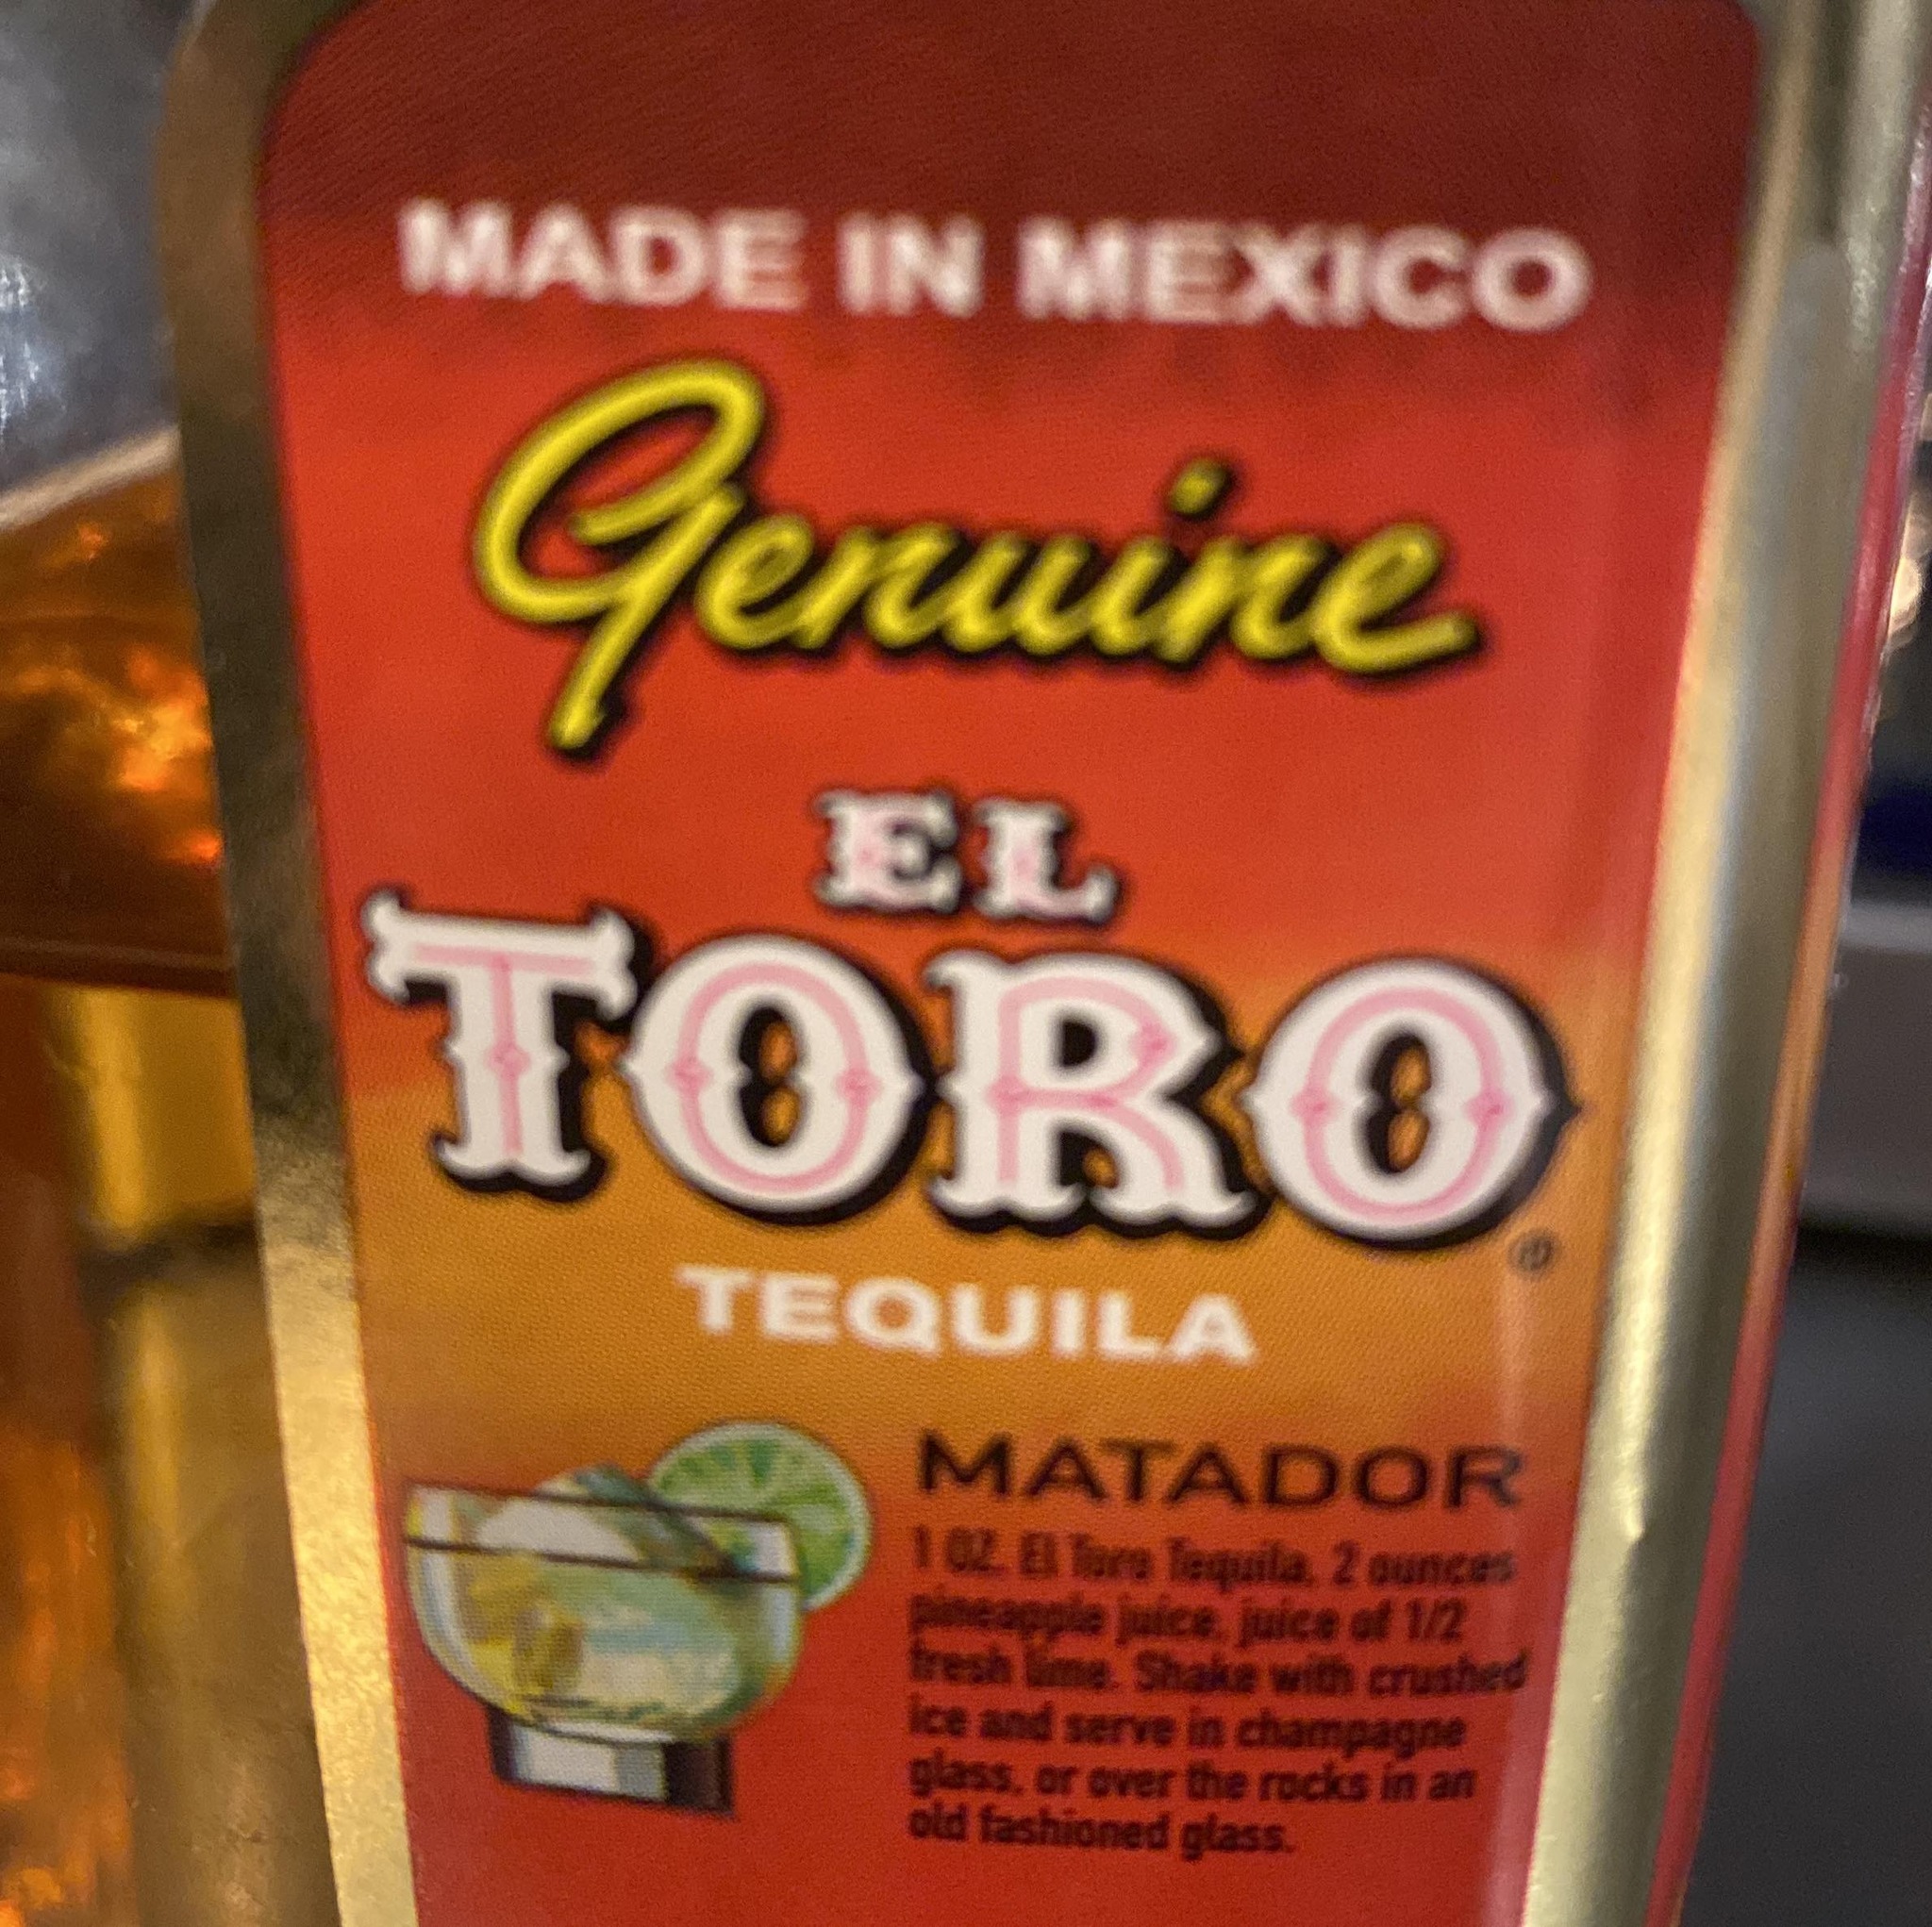 MADE IN MEXICO
Genuine
EL
TORO®
TEQUILA
MATADOR
1 OZ. El Toro Tequila, 2 ounces
pineapple juice, juice of 1/2
fresh lime. Shake with crushed
ice and serve in champagne
glass, or over the rocks in an
old fashioned glass.